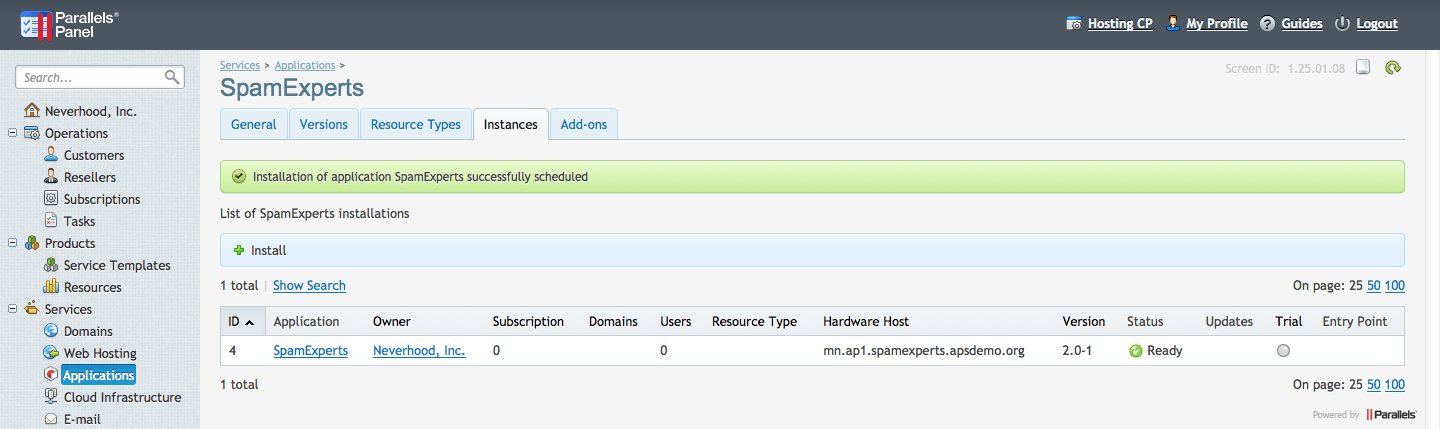 Parallels®
Panel
Hosting CP My Profile Guides Logout
Search...
Neverhood, Inc.
Operations
Customers
Resellers
Subscriptions
Tasks
Products
Service Templates
Resources
Services
Domains
Web Hosting
Applications
Cloud Infrastructure
E-mail
Services > Applications >
Screen ID: 1.25.01.08
SpamExperts
General Versions Resource Types Instances Add-ons
Installation of application SpamExperts successfully scheduled
List of SpamExperts installations
Install
1 total | Show Search On page: 25 50 100
ID Application Owner Subscription Domains Users Resource Type Hardware Host Version Status Updates Trial Entry Point
4 SpamExperts Neverhood, Inc. 0 0 mn.ap1.spamexperts.apsdemo.org 2.0-1 Ready
1 total On page: 25 50 100
Powered by Parallels®